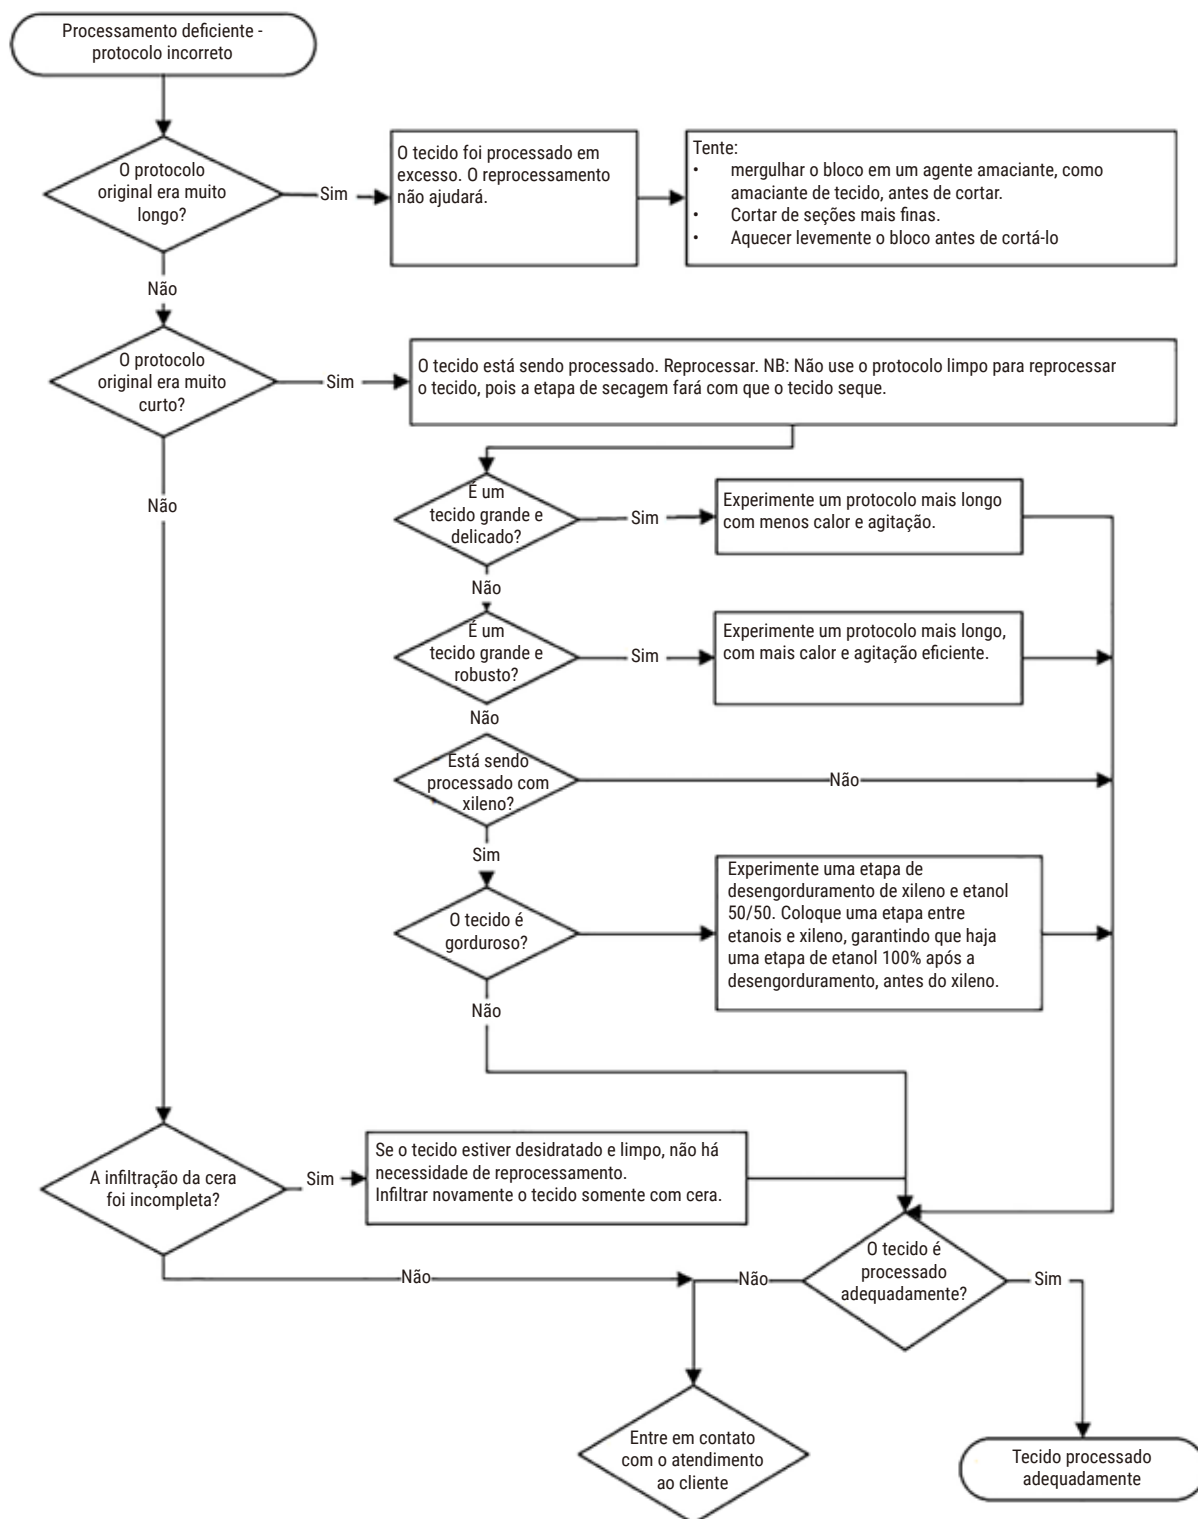 Processamento deficiente -
protocolo incorreto
O protocolo
original era muito
longo?
Sim
O tecido foi processado em
excesso. O reprocessamento
não ajudará.
Tente:
• mergulhar o bloco em um agente amaciante, como
amaciante de tecido, antes de cortar.
• Cortar de seções mais finas.
• Aquecer levemente o bloco antes de cortá-lo
Não
O protocolo
original era muito
curto?
Sim
O tecido está sendo processado. Reprocessar. NB: Não use o protocolo limpo para reprocessar
o tecido, pois a etapa de secagem fará com que o tecido seque.
Não
É um
tecido grande e
delicado?
Sim
Experimente um protocolo mais longo
com menos calor e agitação.
Não
É um
tecido grande e
robusto?
Sim
Experimente um protocolo mais longo,
com mais calor e agitação eficiente.
Não
Está sendo
processado com
xileno?
Não
Sim
O tecido é
gorduroso?
Experimente uma etapa de
desengorduramento de xileno e etanol
50/50. Coloque uma etapa entre
etanois e xileno, garantindo que haja
uma etapa de etanol 100% após a
desengorduramento, antes do xileno.
Não
A infiltração da cera
foi incompleta?
Sim
Se o tecido estiver desidratado e limpo, não há
necessidade de reprocessamento.
Infiltrar novamente o tecido somente com cera.
Não
O tecido é
processado
adequadamente?
Não
Sim
Entre em contato
com o atendimento
ao cliente
Tecido processado
adequadamente